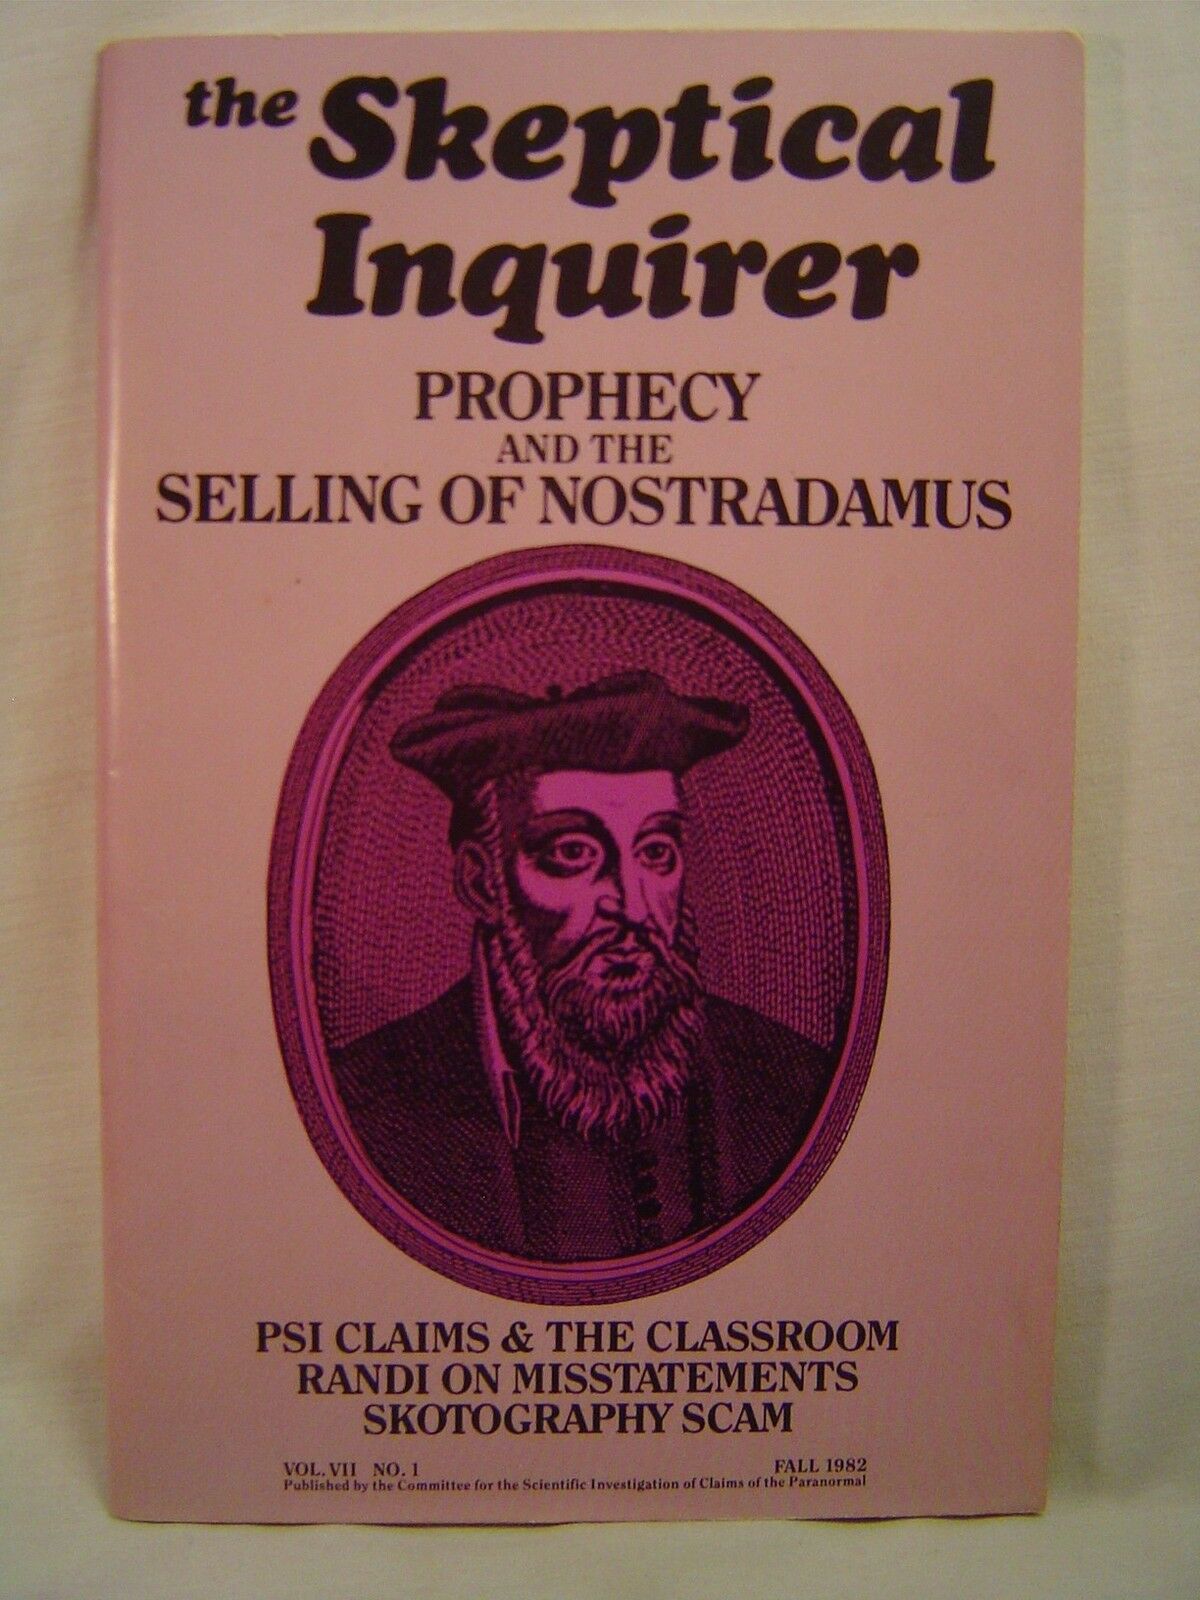 the Skeptical
Inquirer
PROPHECY
AND THE
SELLING OF NOSTRADAMUS
PSI CLAIMS & THE CLASSROOM
RANDI ON MISSTATEMENTS
SKOTOGRAPHY SCAM
VOL. VII NO. 1 FALL 1982
Published by the Committee for the Scientific Investigation of Claims of the Paranormal